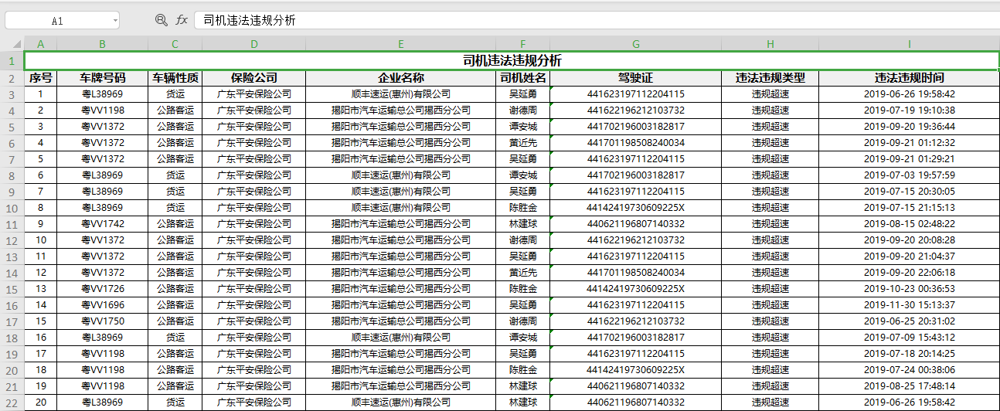 A1 fx 司机违法违规分析
A B C D E F G H I
1 司机违法违规分析
2 序号 车牌号码 车辆性质 保险公司 企业名称 司机姓名 驾驶证 违法违规类型 违法违规时间
3 1 粤L38969 货运 广东平安保险公司 顺丰速运(惠州)有限公司 吴延勇 441623197112204115 违规超速 2019-06-26 19:58:42
4 2 粤VV1198 公路客运 广东平安保险公司 揭阳市汽车运输总公司揭西分公司 谢德周 441622196212103732 违规超速 2019-07-19 19:10:38
5 3 粤VV1372 公路客运 广东平安保险公司 揭阳市汽车运输总公司揭西分公司 谭安城 441702196003182817 违规超速 2019-09-20 19:36:44
6 4 粤VV1372 公路客运 广东平安保险公司 揭阳市汽车运输总公司揭西分公司 黄近先 441701198508240034 违规超速 2019-09-21 01:12:32
7 5 粤VV1372 公路客运 广东平安保险公司 揭阳市汽车运输总公司揭西分公司 吴延勇 441623197112204115 违规超速 2019-09-21 01:29:21
8 6 粤L38969 货运 广东平安保险公司 顺丰速运(惠州)有限公司 谭安城 441702196003182817 违规超速 2019-07-03 19:57:59
9 7 粤L38969 货运 广东平安保险公司 顺丰速运(惠州)有限公司 吴延勇 441623197112204115 违规超速 2019-07-15 20:30:05
10 8 粤L38969 货运 广东平安保险公司 顺丰速运(惠州)有限公司 陈胜金 44142419730609225X 违规超速 2019-07-15 21:15:13
11 9 粤VV1742 公路客运 广东平安保险公司 揭阳市汽车运输总公司揭西分公司 林建球 440621196807140332 违规超速 2019-08-15 02:48:22
12 10 粤VV1372 公路客运 广东平安保险公司 揭阳市汽车运输总公司揭西分公司 谢德周 441622196212103732 违规超速 2019-09-20 20:08:28
13 11 粤VV1372 公路客运 广东平安保险公司 揭阳市汽车运输总公司揭西分公司 吴延勇 441623197112204115 违规超速 2019-09-20 21:04:37
14 12 粤VV1372 公路客运 广东平安保险公司 揭阳市汽车运输总公司揭西分公司 黄近先 441701198508240034 违规超速 2019-09-20 22:06:18
15 13 粤VV1726 公路客运 广东平安保险公司 揭阳市汽车运输总公司揭西分公司 陈胜金 44142419730609225X 违规超速 2019-10-23 00:36:53
16 14 粤VV1696 公路客运 广东平安保险公司 揭阳市汽车运输总公司揭西分公司 吴延勇 441623197112204115 违规超速 2019-11-30 15:13:37
17 15 粤VV1750 公路客运 广东平安保险公司 揭阳市汽车运输总公司揭西分公司 谢德周 441622196212103732 违规超速 2019-06-25 20:31:02
18 16 粤L38969 货运 广东平安保险公司 顺丰速运(惠州)有限公司 谭安城 441702196003182817 违规超速 2019-07-09 15:43:12
19 17 粤VV1198 公路客运 广东平安保险公司 揭阳市汽车运输总公司揭西分公司 吴延勇 441623197112204115 违规超速 2019-07-18 20:14:25
20 18 粤VV1198 公路客运 广东平安保险公司 揭阳市汽车运输总公司揭西分公司 陈胜金 44142419730609225X 违规超速 2019-07-24 00:38:06
21 19 粤VV1198 公路客运 广东平安保险公司 揭阳市汽车运输总公司揭西分公司 林建球 440621196807140332 违规超速 2019-08-25 17:48:14
22 20 粤L38969 货运 广东平安保险公司 顺丰速运(惠州)有限公司 林建球 440621196807140332 违规超速 2019-06-26 19:58:42